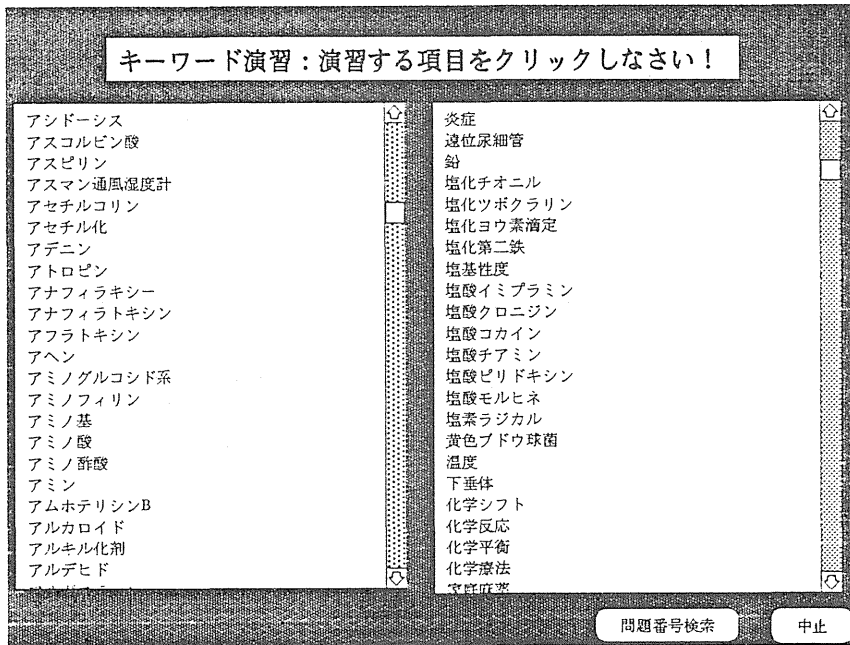 キーワード演習：演習する項目をクリックしなさい！
アシドーシス
アスコルビン酸
アスピリン
アスマン通風湿度計
アセチルコリン
アセチル化
アデニン
アトロピン
アナフィラキシー
アナフィラトキシン
アフラトキシン
アヘン
アミノグルコシド系
アミノフィリン
アミノ基
アミノ酸
アミノ酢酸
アミン
アムホテリシンB
アルカロイド
アルキル化剤
アルデヒド
炎症
遠位尿細管
鉛
塩化チオニル
塩化ツボクラリン
塩化ヨウ素滴定
塩化第二鉄
塩基性度
塩酸イミプラミン
塩酸クロニジン
塩酸コカイン
塩酸チアミン
塩酸ピリドキシン
塩酸モルヒネ
塩素ラジカル
黄色ブドウ球菌
温度
下垂体
化学シフト
化学反応
化学平衡
化学療法
問題番号検索
中止